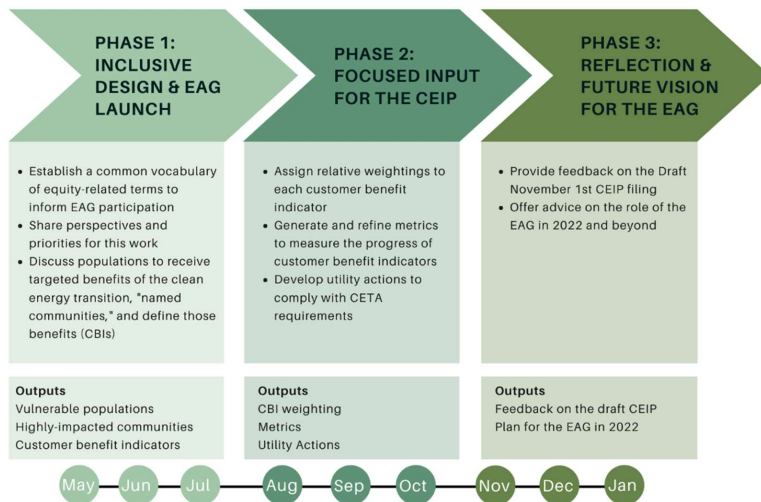 PHASE 1:
INCLUSIVE
DESIGN & EAG
LAUNCH
PHASE 2:
FOCUSED INPUT
FOR THE CEIP
PHASE 3:
REFLECTION &
FUTURE VISION
FOR THE EAG
• Establish a common vocabulary
of equity-related terms to
inform EAG participation
• Share perspectives and
priorities for this work
• Discuss populations to receive
targeted benefits of the clean
energy transition, "named
communities," and define those
benefits (CBIs)
• Assign relative weightings to
each customer benefit
indicator
• Generate and refine metrics
to measure the progress of
customer benefit indicators
• Develop utility actions to
comply with CETA
requirements
• Provide feedback on the Draft
November 1st CEIP filing
• Offer advice on the role of the
EAG in 2022 and beyond
Outputs
Vulnerable populations
Highly-impacted communities
Customer benefit indicators
Outputs
CBI weighting
Metrics
Utility Actions
Outputs
Feedback on the draft CEIP
Plan for the EAG in 2022
May Jun Jul Aug Sep Oct Nov Dec Jan